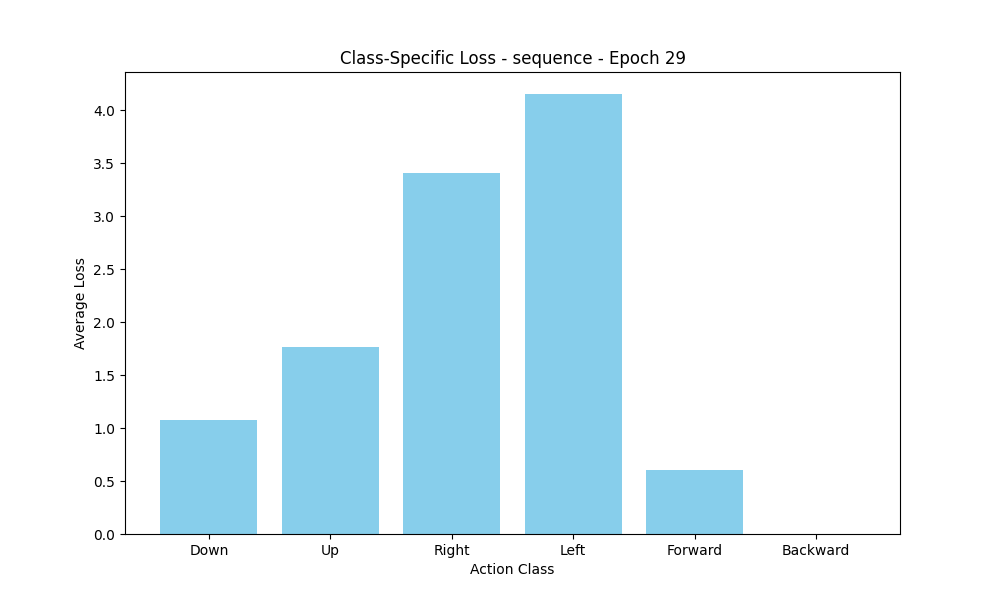 Class-Specific Loss - sequence - Epoch 29
4.0
3.5
3.0
2.5
2.0
1.5
1.0
0.5
0.0
Average Loss
Down Up Right Left Forward Backward
Action Class